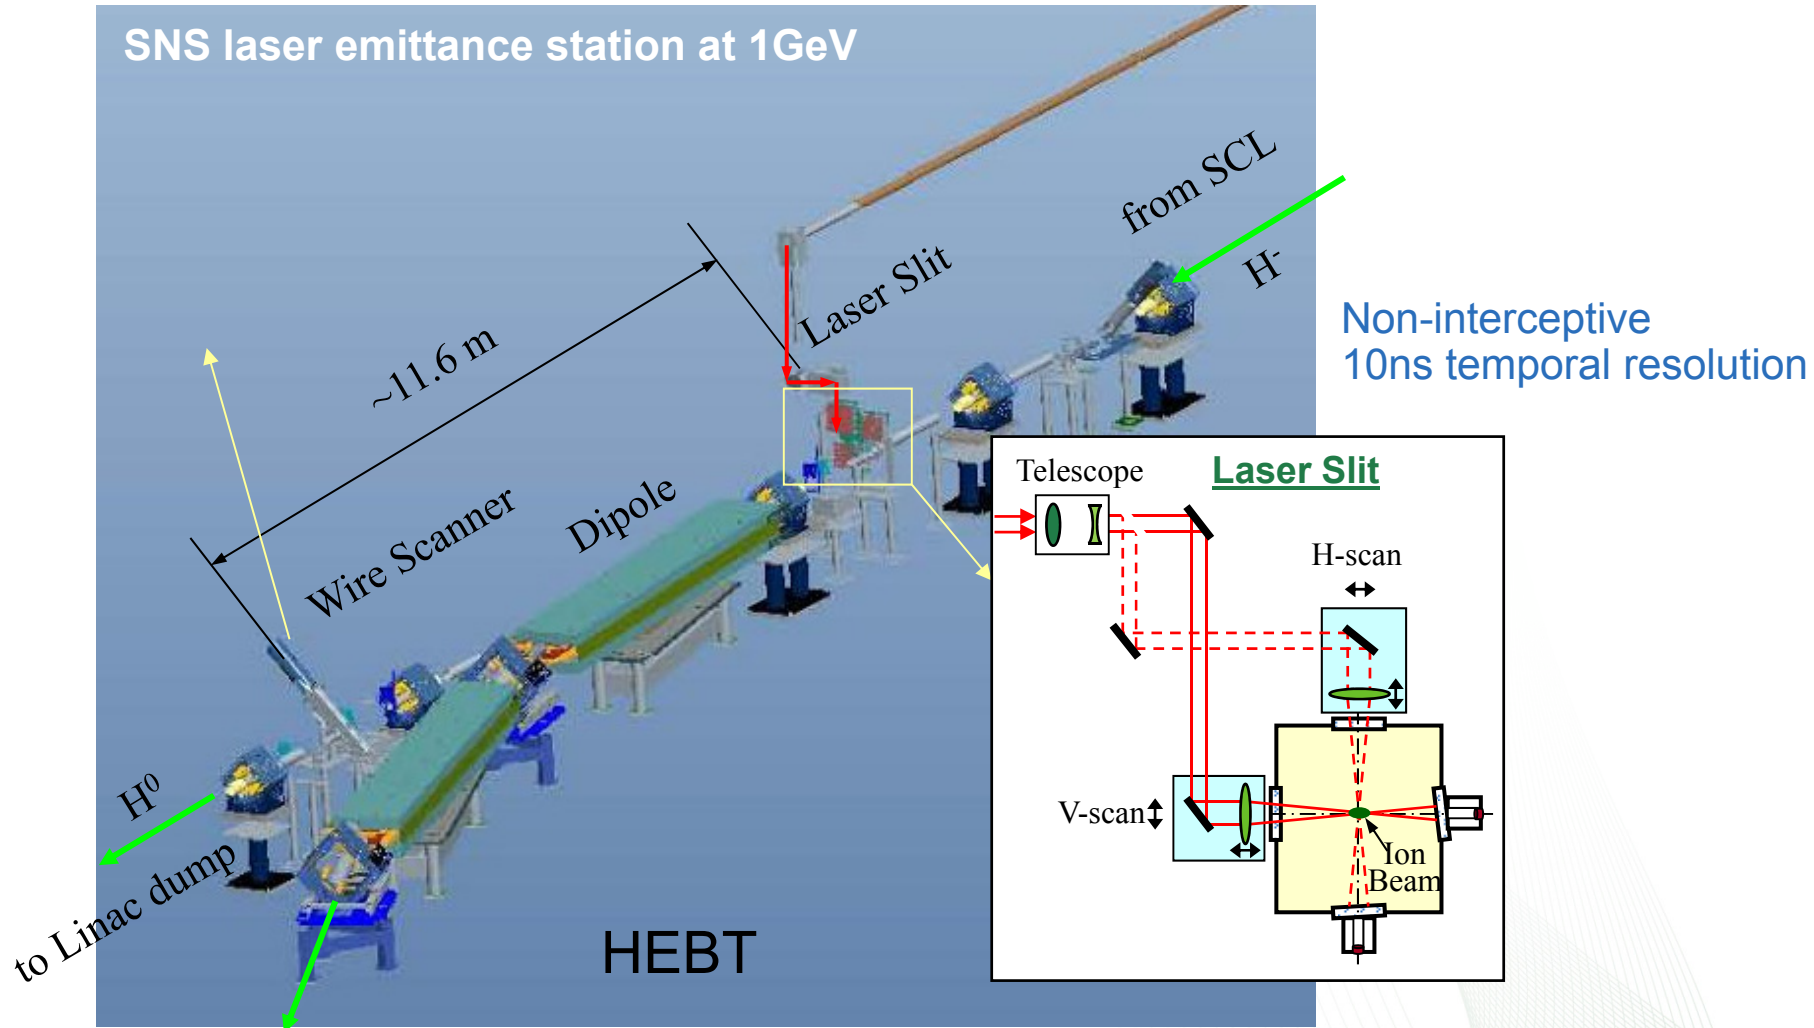 SNS laser emittance station at 1GeV
from SCL
H-
Laser Slit
~11.6 m
Non-interceptive
10ns temporal resolution
Wire Scanner
Dipole
Telescope
Laser Slit
H-scan
V-scan
Ion
Beam
H0
to Linac dump
HEBT